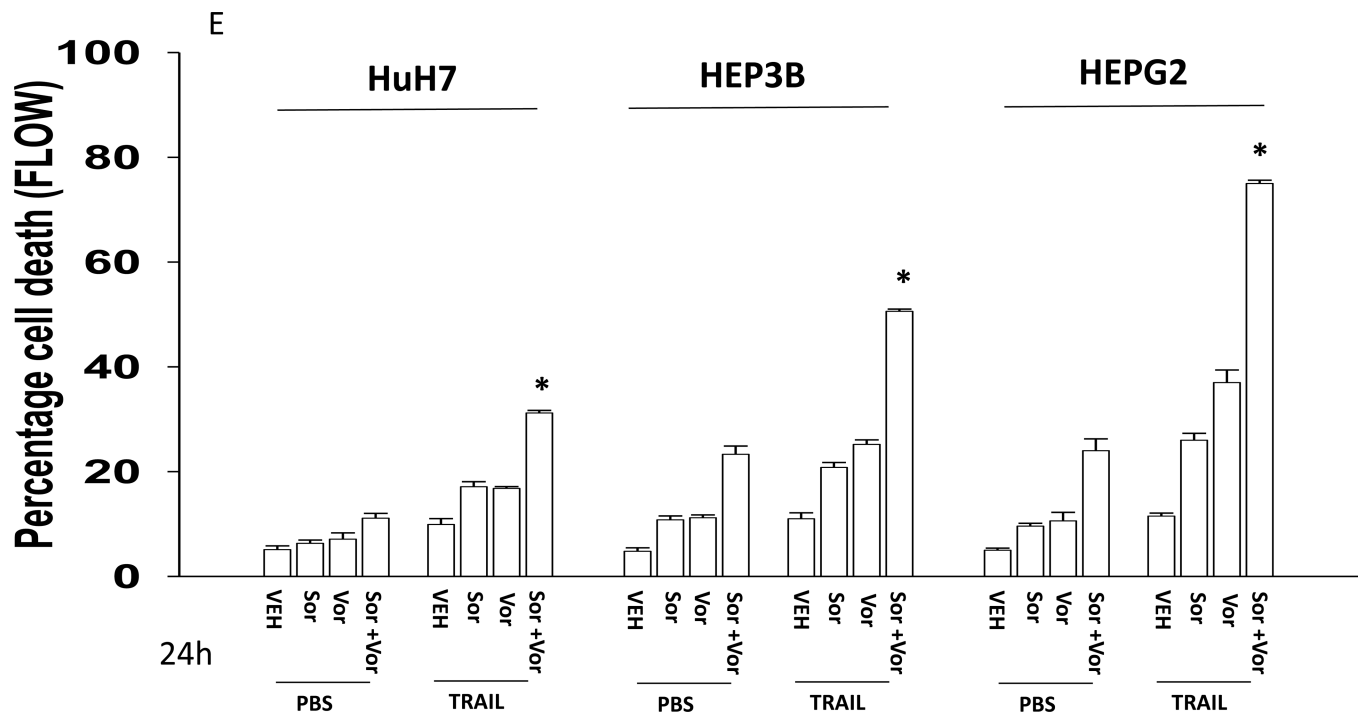 E
Percentage cell death (FLOW)
100
80
60
40
20
0
HuH7
HEP3B
HEPG2
*
*
*
VEH
Sor
Vor
Sor +Vor
VEH
Sor
Vor
Sor +Vor
VEH
Sor
Vor
Sor +Vor
VEH
Sor
Vor
Sor +Vor
VEH
Sor
Vor
Sor +Vor
VEH
Sor
Vor
Sor +Vor
24h
PBS
TRAIL
PBS
TRAIL
PBS
TRAIL